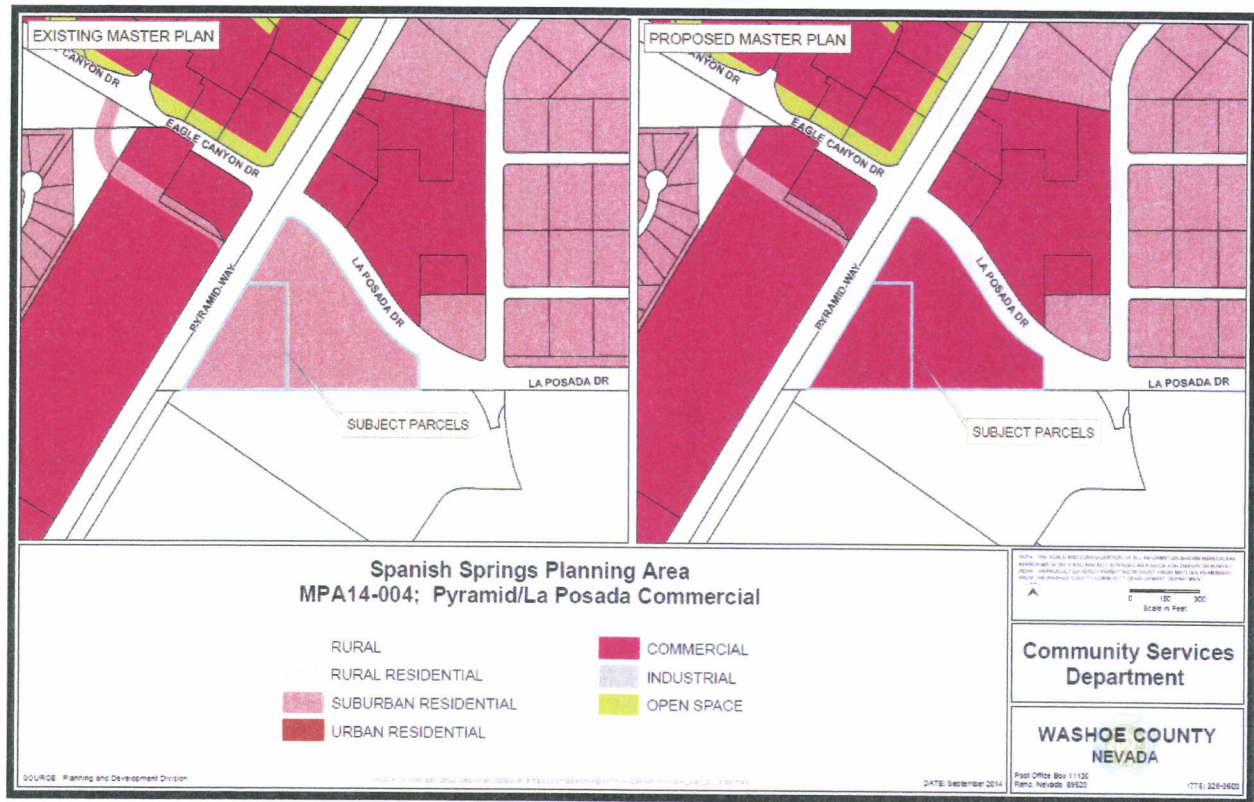 EXISTING MASTER PLAN
CANYON DR
EAGLE CANYON DR
PYRAMID WAY
LA POSADA DR
LA POSADA DR
SUBJECT PARCELS
PROPOSED MASTER PLAN
CANYON DR
EAGLE CANYON DR
PYRAMID WAY
LA POSADA DR
LA POSADA DR
SUBJECT PARCELS
Spanish Springs Planning Area
MPA14-004: Pyramid/La Posada Commercial
RURAL
RURAL RESIDENTIAL
SUBURBAN RESIDENTIAL
URBAN RESIDENTIAL
COMMERCIAL
INDUSTRIAL
OPEN SPACE
SOURCE: Planning and Development Division
DATE: September 2014
0 150 300
Scale in Feet
Community Services
Department
WASHOE COUNTY
NEVADA
Post Office Box 11130
Reno, Nevada 89520
(775) 328-3600